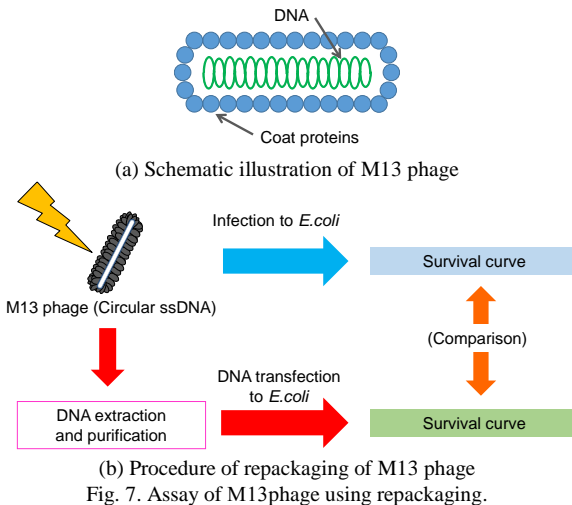 DNA
Coat proteins
(a) Schematic illustration of M13 phage
Infection to E.coli
Survival curve
M13 phage (Circular ssDNA)
(Comparison)
DNA transfection
to E.coli
DNA extraction
and purification
Survival curve
(b) Procedure of repackaging of M13 phage
Fig. 7. Assay of M13phage using repackaging.